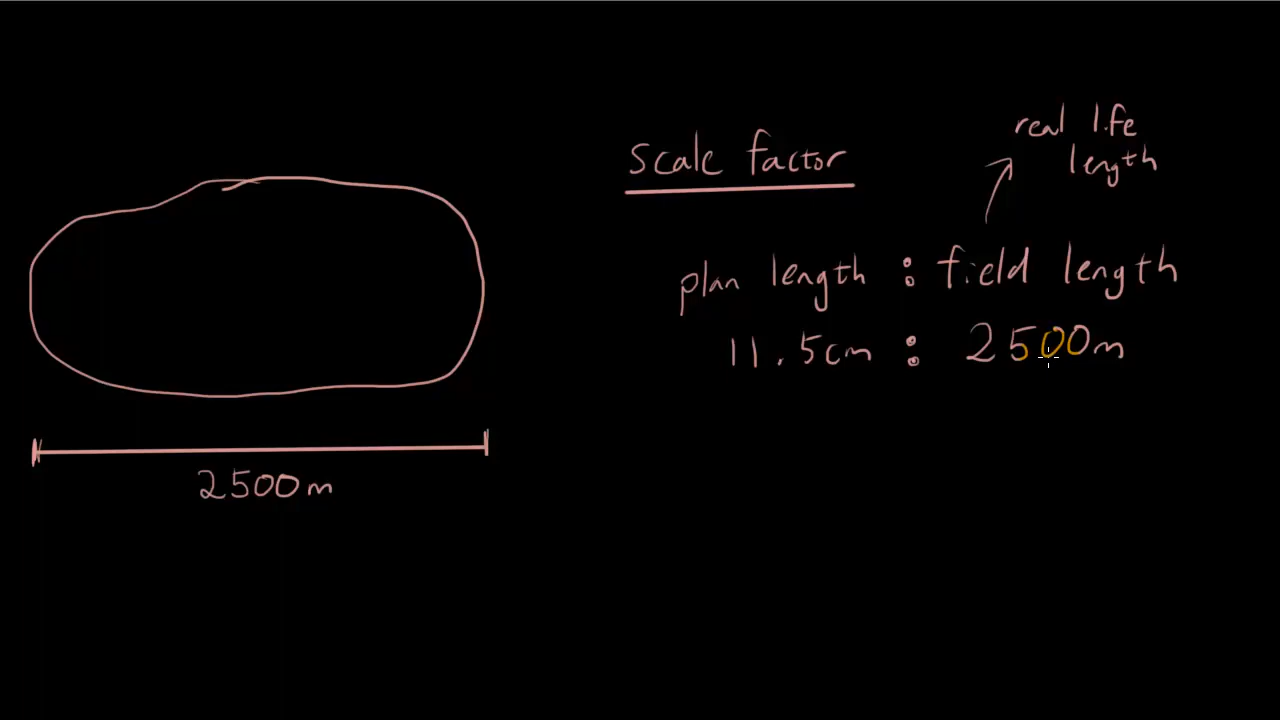 scale factor
real life
length
plan length : field length
11.5cm : 2500m
2500m